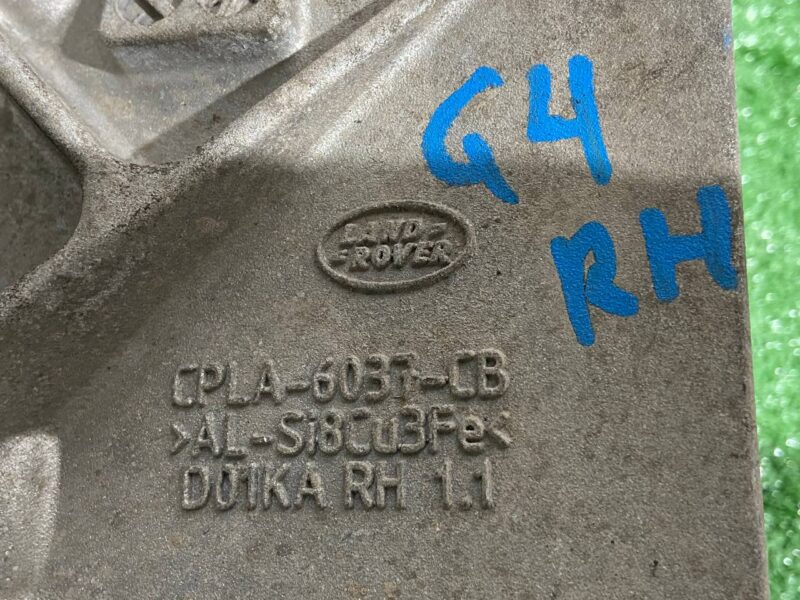 G4
RH
LAND-
-ROVER
CPLA-6037-CB
>AL-Si8Cu3Fe<
D01KA RH 1.1